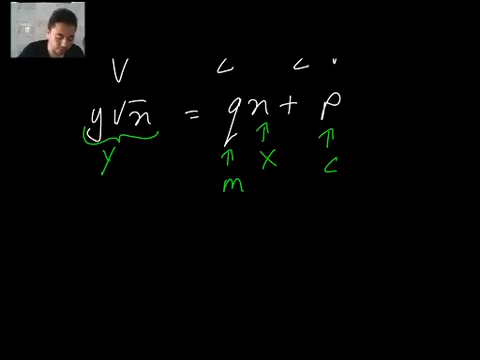 V C C
y√x = qx + p
Y m X C